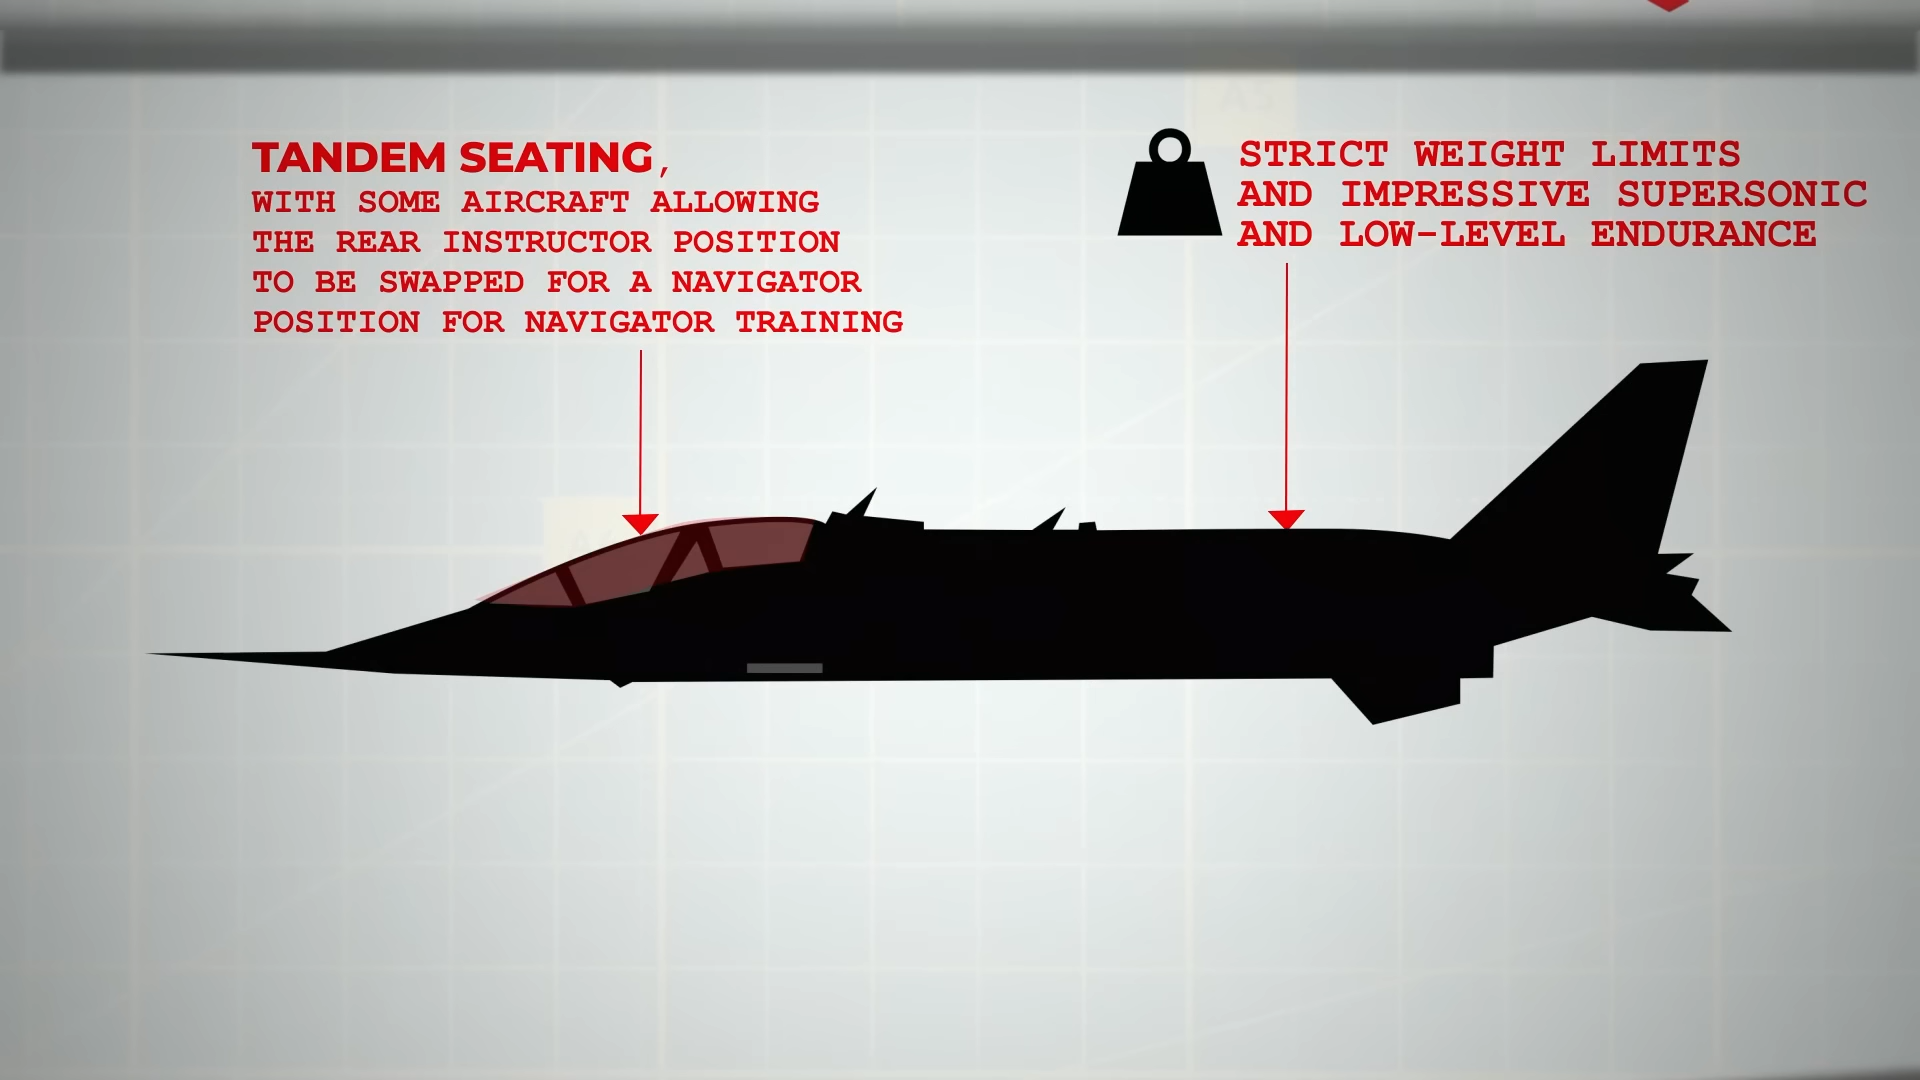 TANDEM SEATING,
WITH SOME AIRCRAFT ALLOWING
THE REAR INSTRUCTOR POSITION
TO BE SWAPPED FOR A NAVIGATOR
POSITION FOR NAVIGATOR TRAINING
STRICT WEIGHT LIMITS
AND IMPRESSIVE SUPERSONIC
AND LOW-LEVEL ENDURANCE